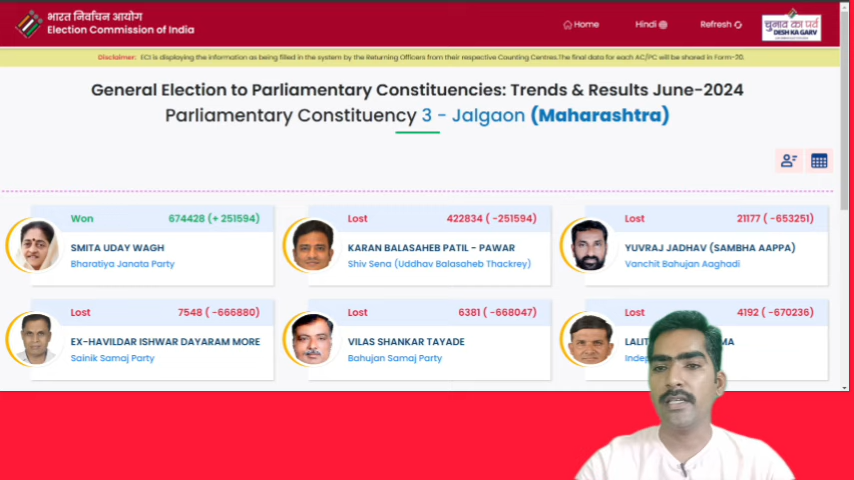 भारत निर्वाचन आयोग
Election Commission of India
Home
Hindi
Refresh
चुनाव का पर्व
DESH KA GARV
Disclaimer: ECI is displaying the information as being filled in the system by the Returning Officers from their respective Counting Centres.The final data for each AC/PC will be shared in Form-20.
General Election to Parliamentary Constituencies: Trends & Results June-2024
Parliamentary Constituency 3 - Jalgaon (Maharashtra)
Won 674428 (+ 251594)
SMITA UDAY WAGH
Bharatiya Janata Party
Lost 422834 ( -251594)
KARAN BALASAHEB PATIL - PAWAR
Shiv Sena (Uddhav Balasaheb Thackrey)
Lost 21177 ( -653251)
YUVRAJ JADHAV (SAMBHA AAPPA)
Vanchit Bahujan Aaghadi
Lost 7548 ( -666880)
EX-HAVILDAR ISHWAR DAYARAM MORE
Sainik Samaj Party
Lost 6381 ( -668047)
VILAS SHANKAR TAYADE
Bahujan Samaj Party
Lost 4192 ( -670236)